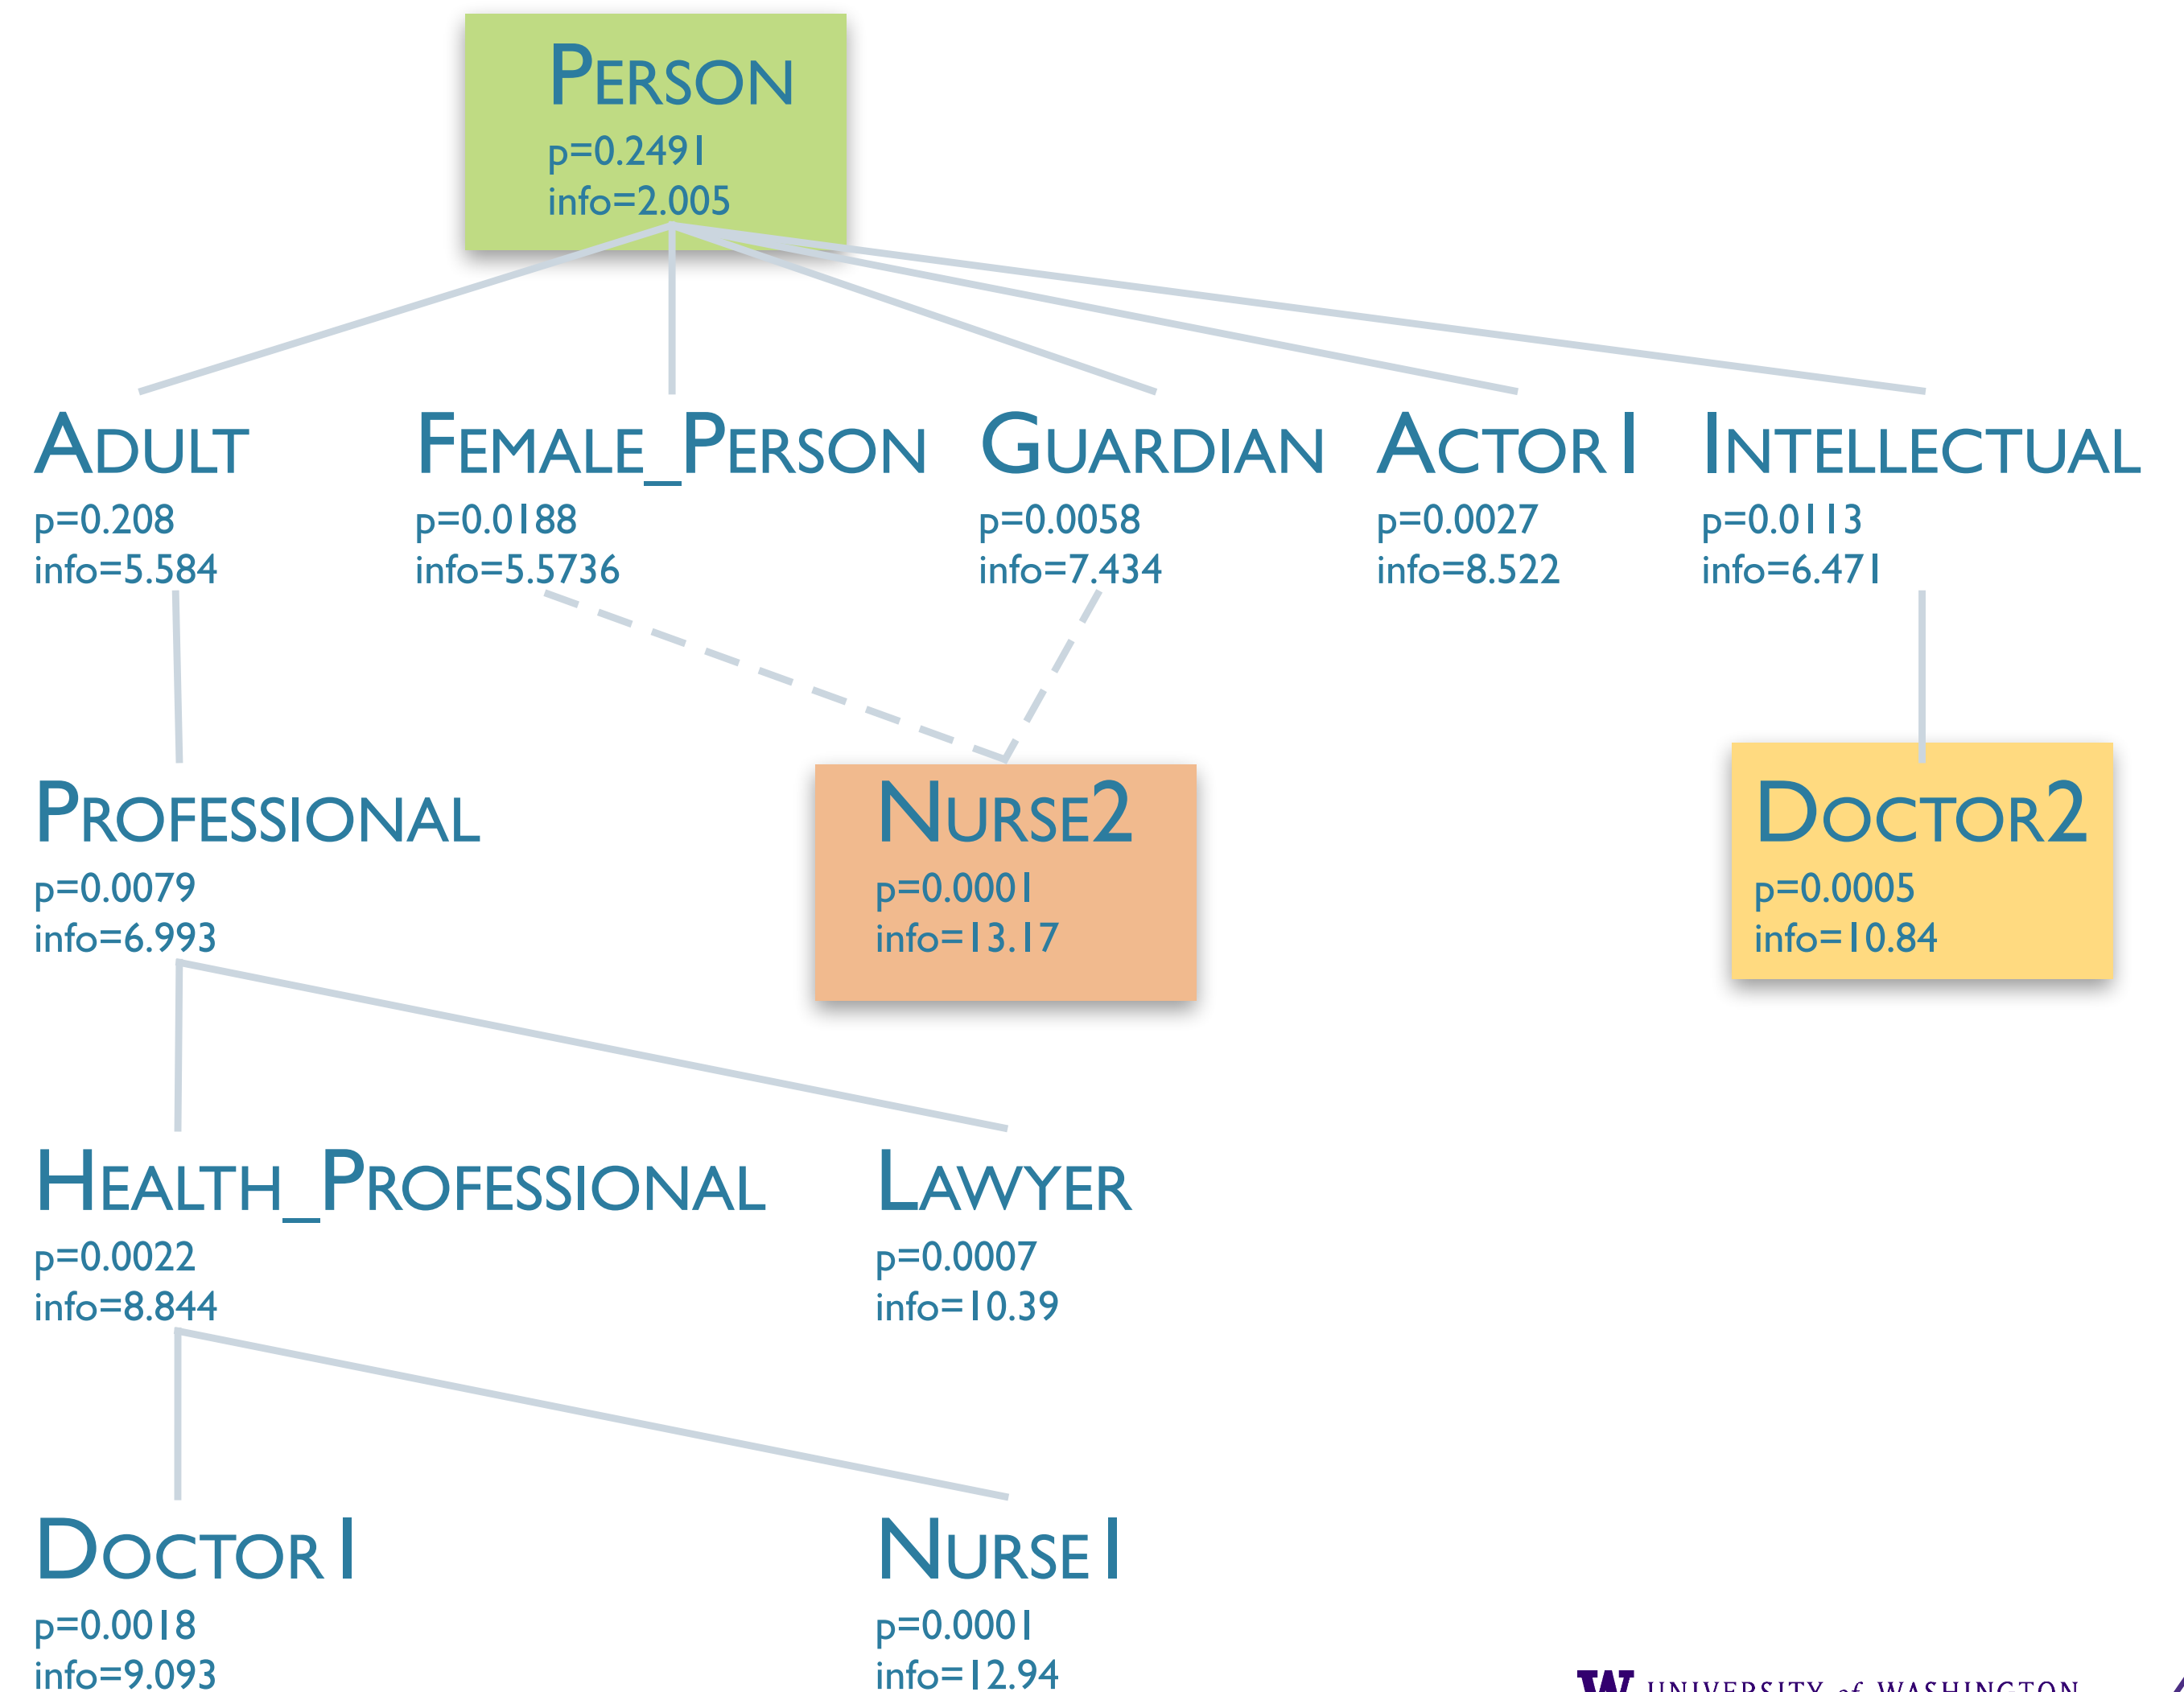 PERSON
p=0.2491
info=2.005
ADULT
p=0.208
info=5.584
FEMALE_PERSON
p=0.0188
info=5.5736
GUARDIAN
p=0.0058
info=7.434
ACTOR1
p=0.0027
info=8.522
INTELLECTUAL
p=0.0113
info=6.471
PROFESSIONAL
p=0.0079
info=6.993
NURSE2
p=0.0001
info=13.17
DOCTOR2
p=0.0005
info=10.84
HEALTH_PROFESSIONAL
p=0.0022
info=8.844
LAWYER
p=0.0007
info=10.39
DOCTOR1
p=0.0018
info=9.093
NURSE1
p=0.0001
info=12.94
W UNIVERSITY of WASHINGTON